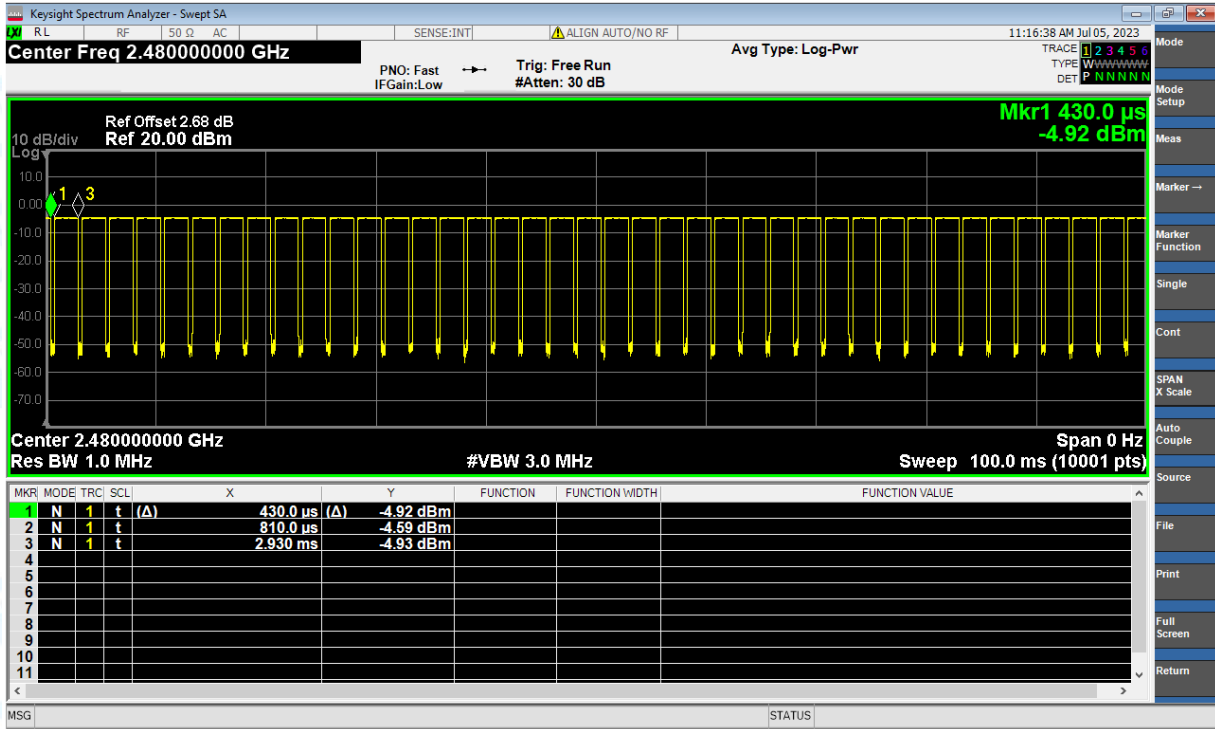 Keysight Spectrum Analyzer - Swept SA
LXI RL RF 50 Ω AC SENSE:INT ALIGN AUTO/NO RF 11:16:38 AM Jul 05, 2023
Center Freq 2.480000000 GHz
Avg Type: Log-Pwr
TRACE 1 2 3 4 5 6
TYPE WWWWWW
DET P N N N N N
PNO: Fast
IFGain:Low
Trig: Free Run
#Atten: 30 dB
Mkr1 430.0 µs
-4.92 dBm
Ref Offset 2.68 dB
Ref 20.00 dBm
10 dB/div
Log
10.0
0.00
-10.0
-20.0
-30.0
-40.0
-50.0
-60.0
-70.0
1
3
Center 2.480000000 GHz Span 0 Hz
Res BW 1.0 MHz #VBW 3.0 MHz Sweep 100.0 ms (10001 pts)
MKR MODE TRC SCL X Y FUNCTION FUNCTION WIDTH FUNCTION VALUE
1 N 1 t (Δ) 430.0 µs (Δ) -4.92 dBm
2 N 1 t 810.0 µs -4.59 dBm
3 N 1 t 2.930 ms -4.93 dBm
4
5
6
7
8
9
10
11
MSG STATUS
Mode
Mode
Setup
Meas
Marker→
Marker
Function
Single
Cont
SPAN
X Scale
Auto
Couple
Source
File
Print
Full
Screen
Return